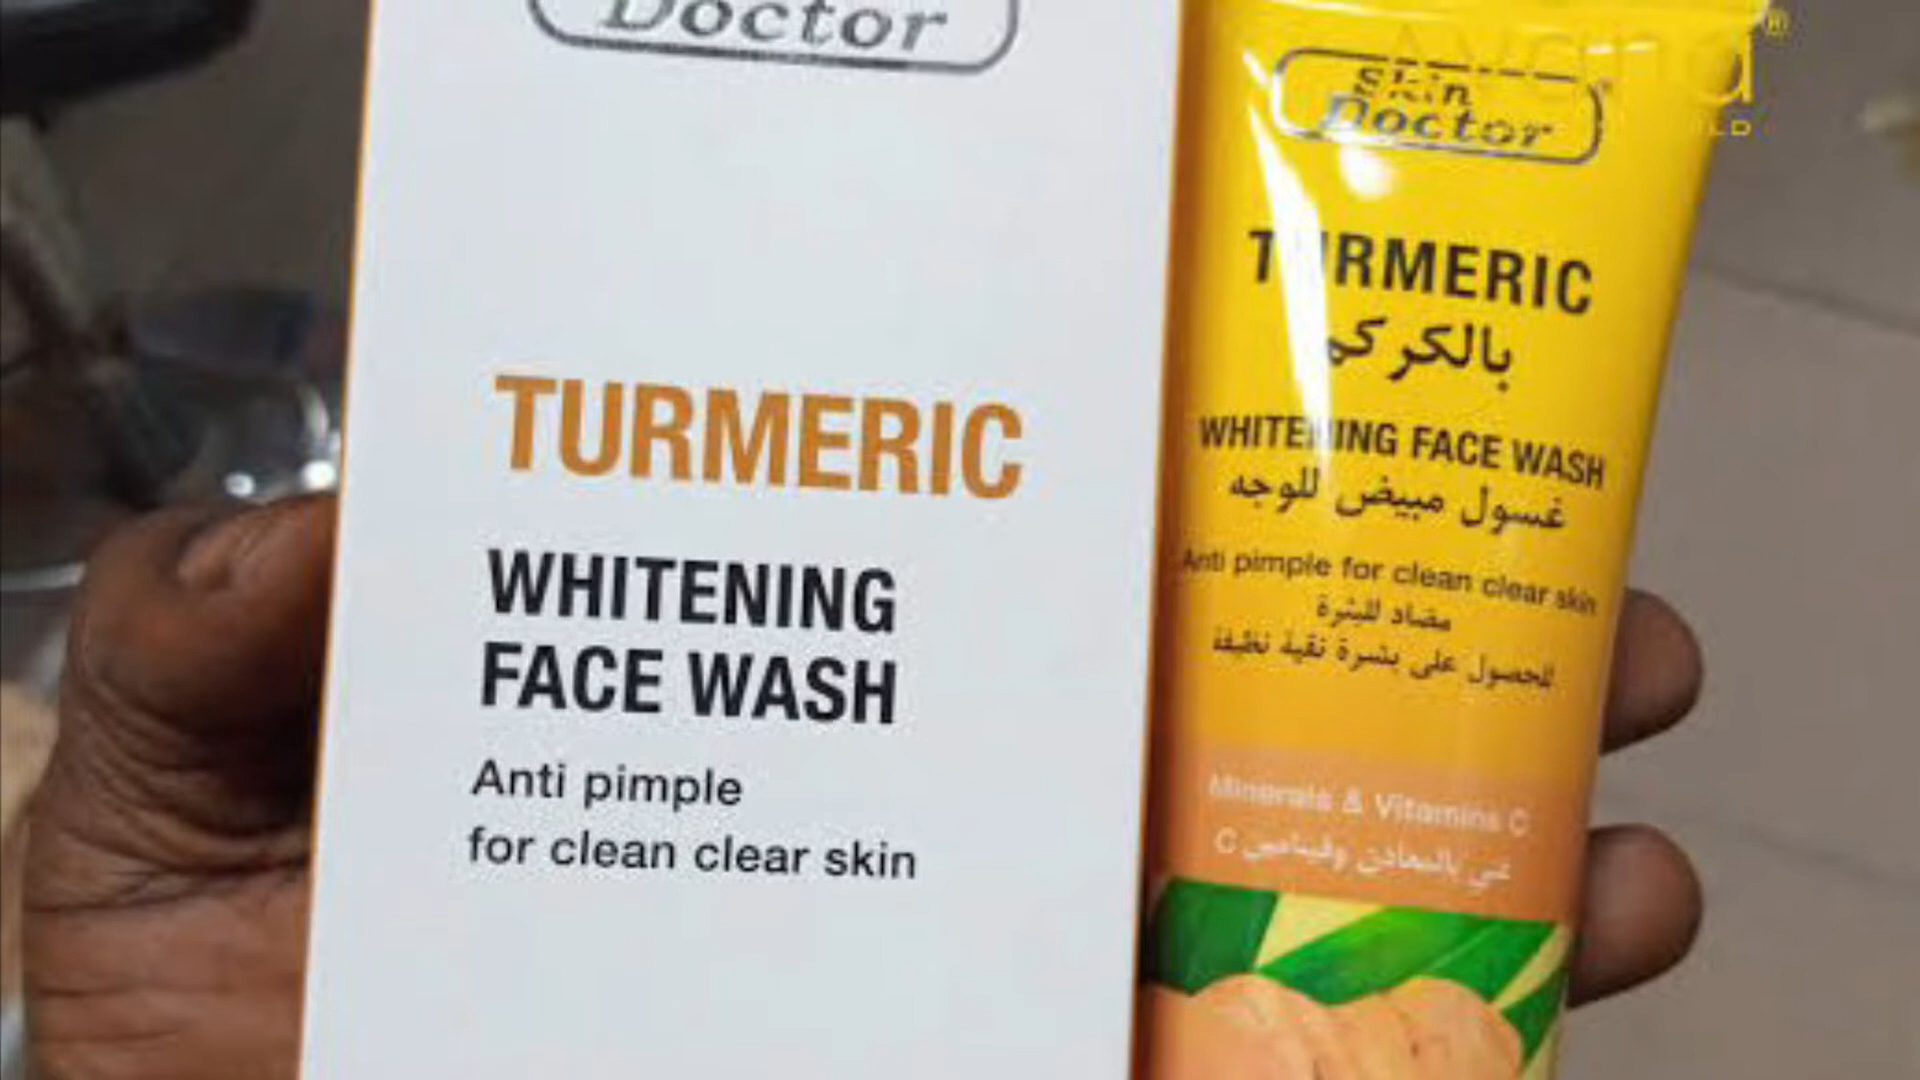 Doctor
TURMERIC
WHITENING
FACE WASH
Anti pimple
for clean clear skin
Skin
Doctor
TURMERIC
بالكركم
WHITENING FACE WASH
غسول مبيض للوجه
Anti pimple for clean clear skin
مضاد للبثرة
للحصول على بشرة نقية نظيفة
Minerals & Vitamins C
غني بالمعادن وفيتامين C